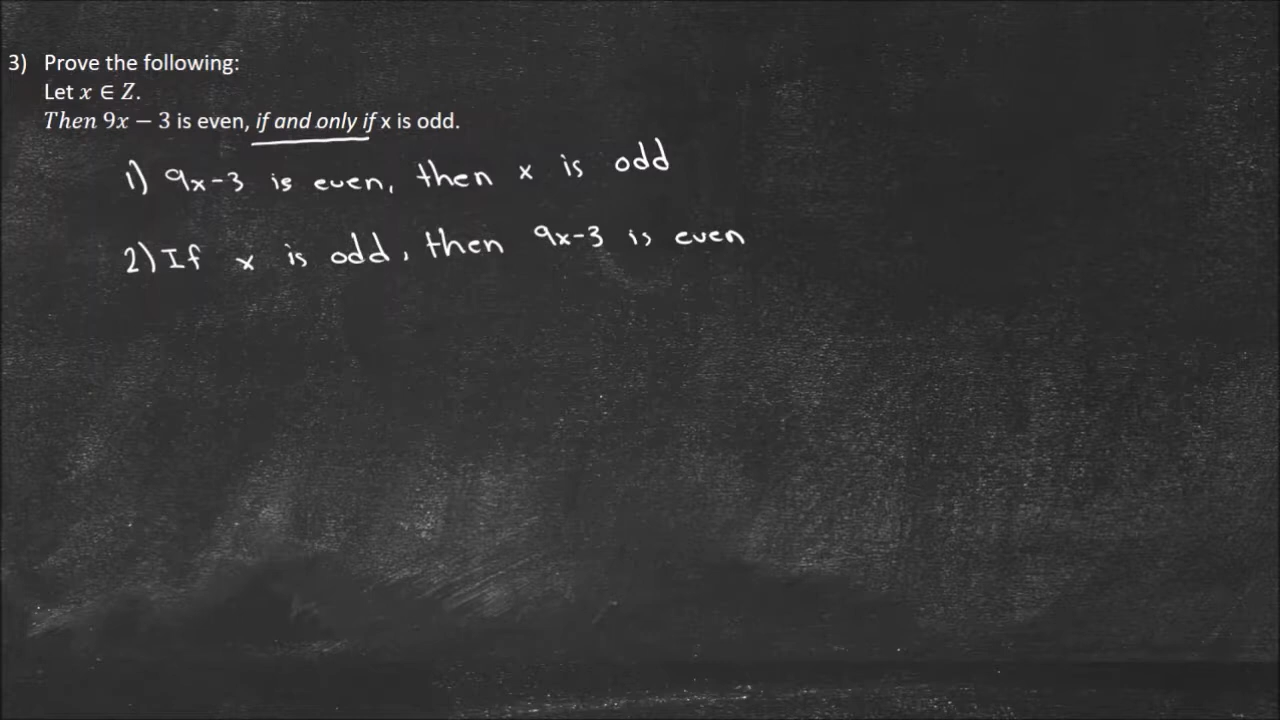 3) Prove the following:
Let x ∈ Z.
Then 9x − 3 is even, if and only if x is odd.
1) 9x-3 is even, then x is odd
2) If x is odd, then 9x-3 is even